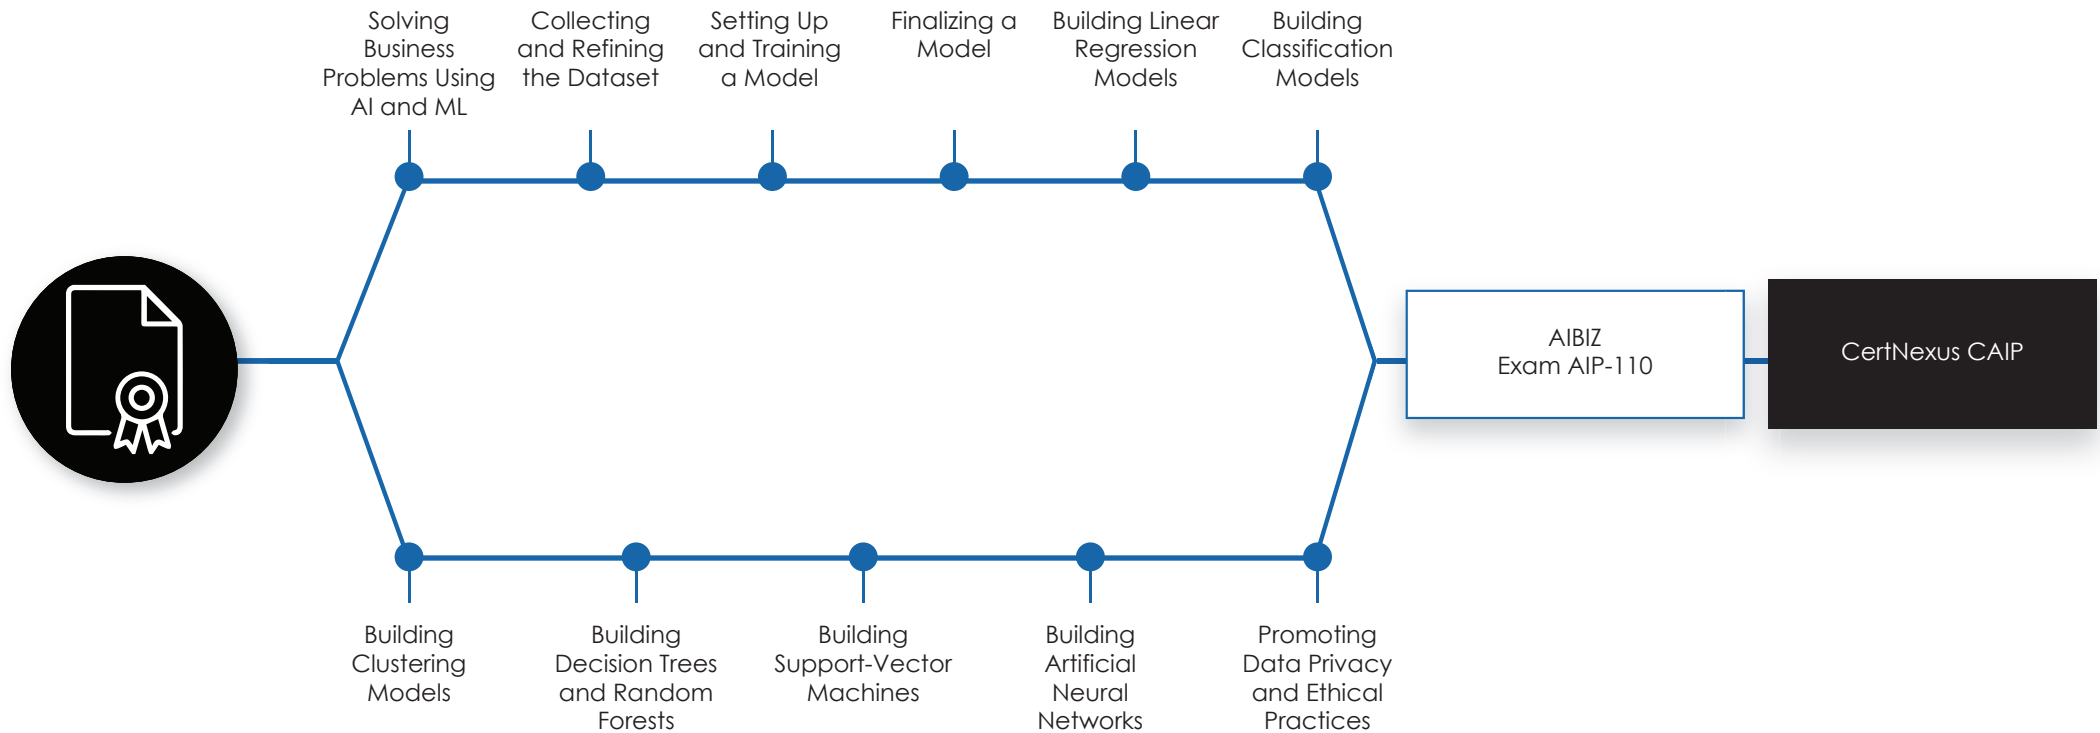 Solving
Business
Problems Using
AI and ML
Collecting
and Refining
the Dataset
Setting Up
and Training
a Model
Finalizing a
Model
Building Linear
Regression
Models
Building
Classification
Models
AIBIZ
Exam AIP-110
CertNexus CAIP
Building
Clustering
Models
Building
Decision Trees
and Random
Forests
Building
Support-Vector
Machines
Building
Artificial
Neural
Networks
Promoting
Data Privacy
and Ethical
Practices